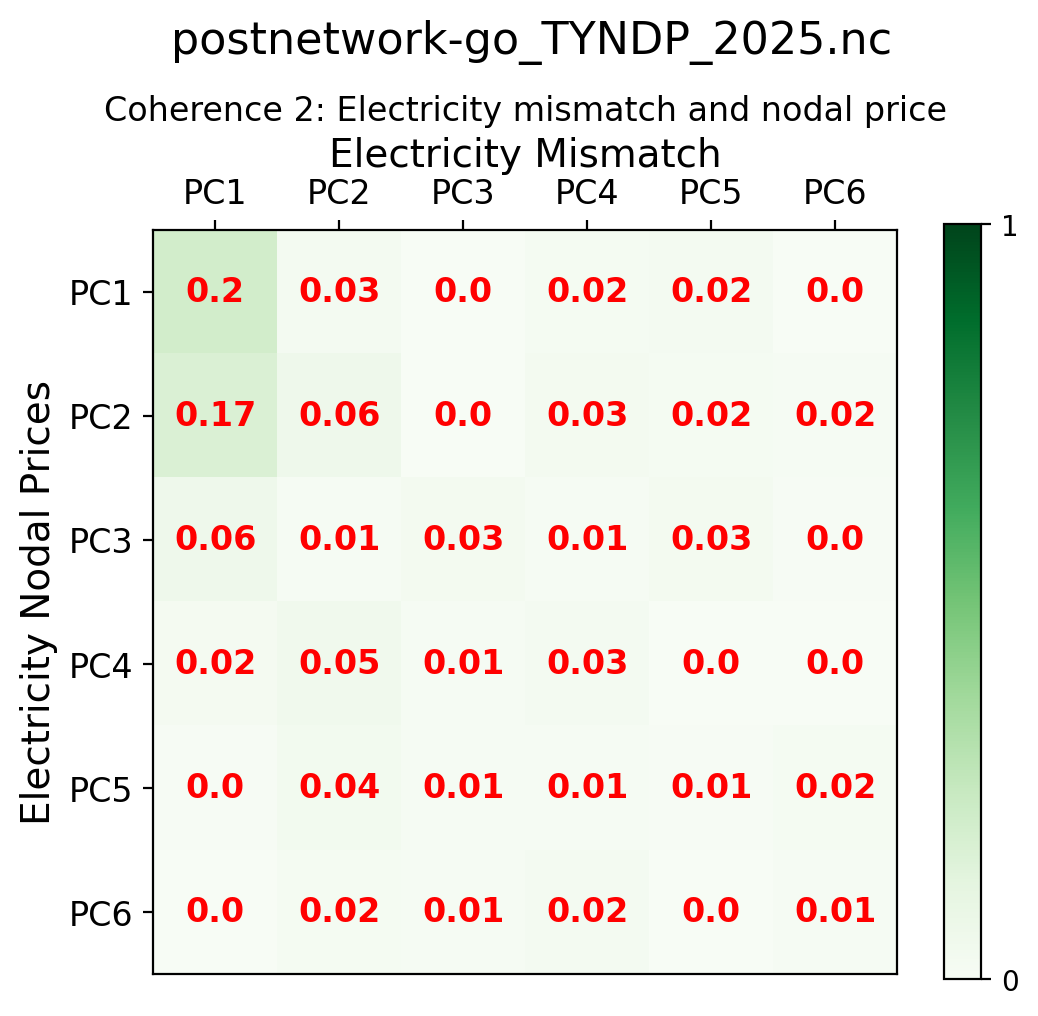 postnetwork-go_TYNDP_2025.nc
Coherence 2: Electricity mismatch and nodal price
Electricity Mismatch
PC1 PC2 PC3 PC4 PC5 PC6
1
PC1 0.2 0.03 0.0 0.02 0.02 0.0
PC2 0.17 0.06 0.0 0.03 0.02 0.02
PC3 0.06 0.01 0.03 0.01 0.03 0.0
PC4 0.02 0.05 0.01 0.03 0.0 0.0
PC5 0.0 0.04 0.01 0.01 0.01 0.02
PC6 0.0 0.02 0.01 0.02 0.0 0.01
0
Electricity Nodal Prices